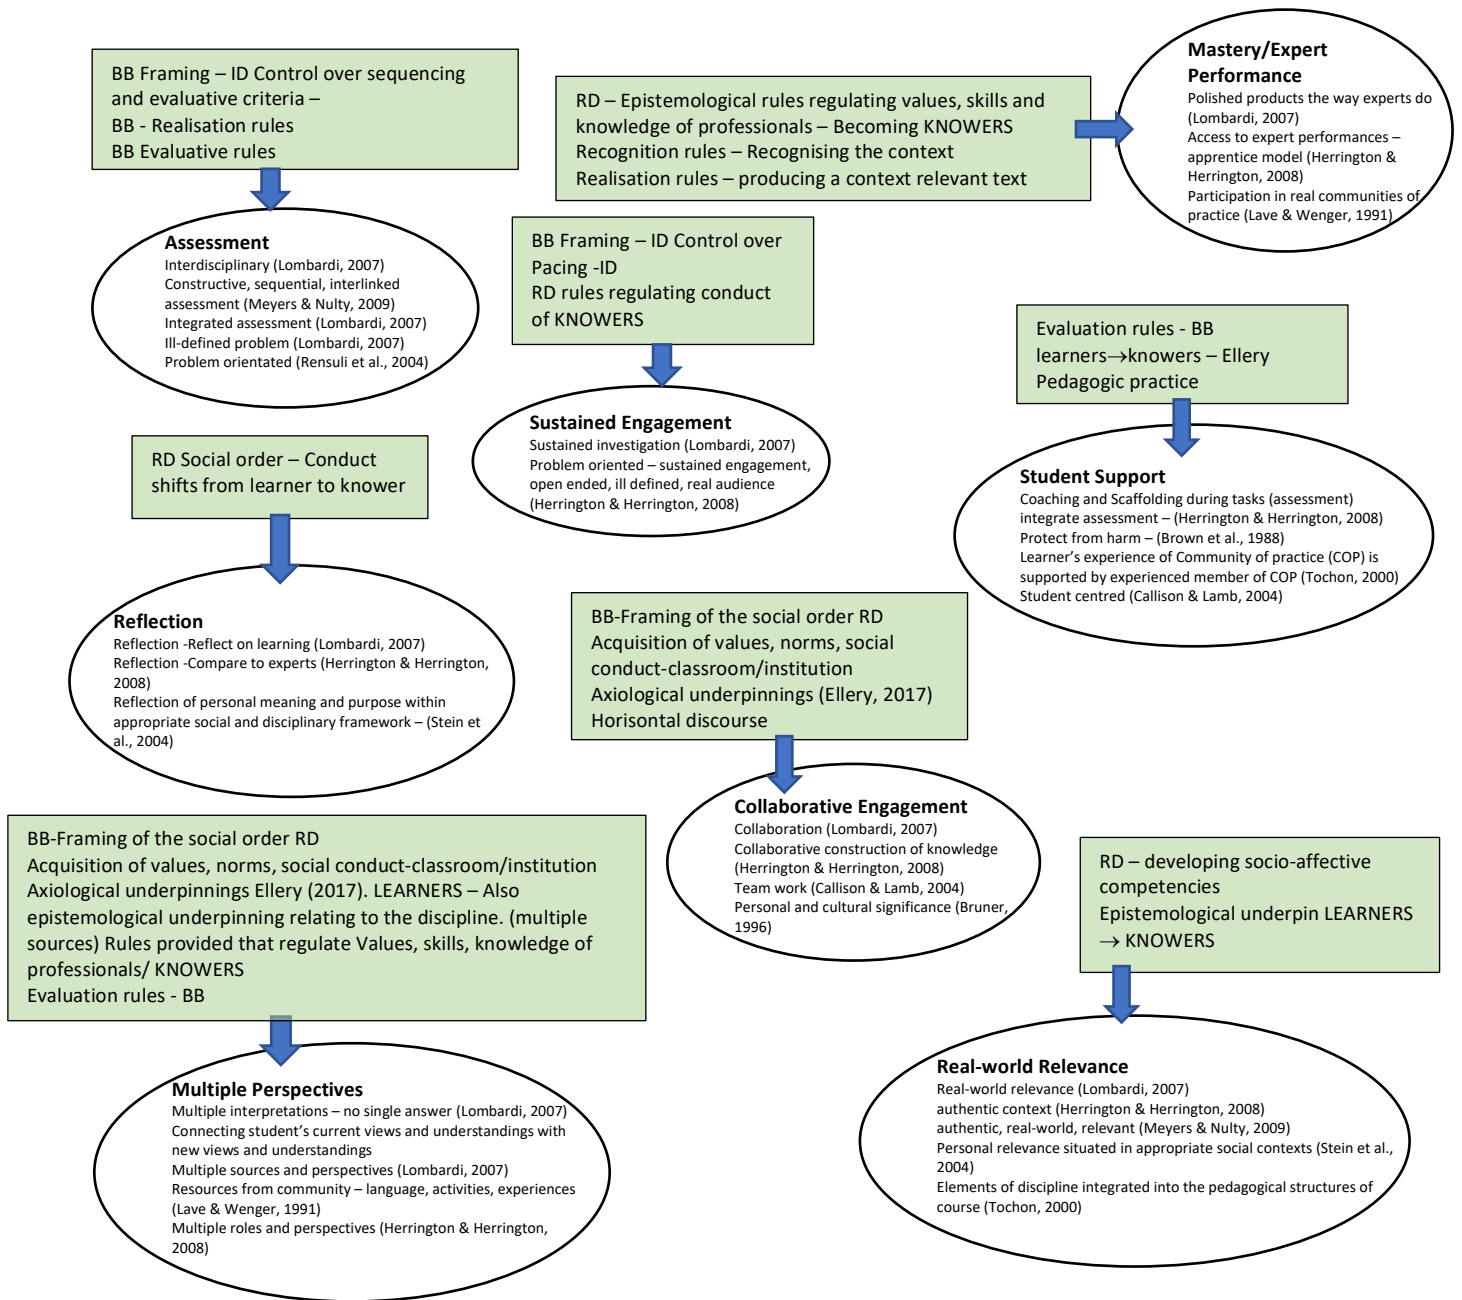 BB Framing – ID Control over sequencing
and evaluative criteria –
BB - Realisation rules
BB Evaluative rules
Assessment
Interdisciplinary (Lombardi, 2007)
Constructive, sequential, interlinked
assessment (Meyers & Nulty, 2009)
Integrated assessment (Lombardi, 2007)
Ill-defined problem (Lombardi, 2007)
Problem orientated (Rensuli et al., 2004)
RD – Epistemological rules regulating values, skills and
knowledge of professionals – Becoming KNOWERS
Recognition rules – Recognising the context
Realisation rules – producing a context relevant text
Mastery/Expert
Performance
Polished products the way experts do
(Lombardi, 2007)
Access to expert performances –
apprentice model (Herrington &
Herrington, 2008)
Participation in real communities of
practice (Lave & Wenger, 1991)
BB Framing – ID Control over
Pacing -ID
RD rules regulating conduct
of KNOWERS
Sustained Engagement
Sustained investigation (Lombardi, 2007)
Problem oriented – sustained engagement,
open ended, ill defined, real audience
(Herrington & Herrington, 2008)
Evaluation rules - BB
learners→knowers – Ellery
Pedagogic practice
Student Support
Coaching and Scaffolding during tasks (assessment)
integrate assessment – (Herrington & Herrington, 2008)
Protect from harm – (Brown et al., 1988)
Learner's experience of Community of practice (COP) is
supported by experienced member of COP (Tochon, 2000)
Student centred (Callison & Lamb, 2004)
RD Social order – Conduct
shifts from learner to knower
Reflection
Reflection -Reflect on learning (Lombardi, 2007)
Reflection -Compare to experts (Herrington & Herrington,
2008)
Reflection of personal meaning and purpose within
appropriate social and disciplinary framework – (Stein et
al., 2004)
BB-Framing of the social order RD
Acquisition of values, norms, social
conduct-classroom/institution
Axiological underpinnings (Ellery, 2017)
Horisontal discourse
Collaborative Engagement
Collaboration (Lombardi, 2007)
Collaborative construction of knowledge
(Herrington & Herrington, 2008)
Team work (Callison & Lamb, 2004)
Personal and cultural significance (Bruner,
1996)
BB-Framing of the social order RD
Acquisition of values, norms, social conduct-classroom/institution
Axiological underpinnings Ellery (2017). LEARNERS – Also
epistemological underpinning relating to the discipline. (multiple
sources) Rules provided that regulate Values, skills, knowledge of
professionals/ KNOWERS
Evaluation rules - BB
Multiple Perspectives
Multiple interpretations – no single answer (Lombardi, 2007)
Connecting student's current views and understandings with
new views and understandings
Multiple sources and perspectives (Lombardi, 2007)
Resources from community – language, activities, experiences
(Lave & Wenger, 1991)
Multiple roles and perspectives (Herrington & Herrington,
2008)
RD – developing socio-affective
competencies
Epistemological underpin LEARNERS
→ KNOWERS
Real-world Relevance
Real-world relevance (Lombardi, 2007)
authentic context (Herrington & Herrington, 2008)
authentic, real-world, relevant (Meyers & Nulty, 2009)
Personal relevance situated in appropriate social contexts (Stein et al.,
2004)
Elements of discipline integrated into the pedagogical structures of
course (Tochon, 2000)